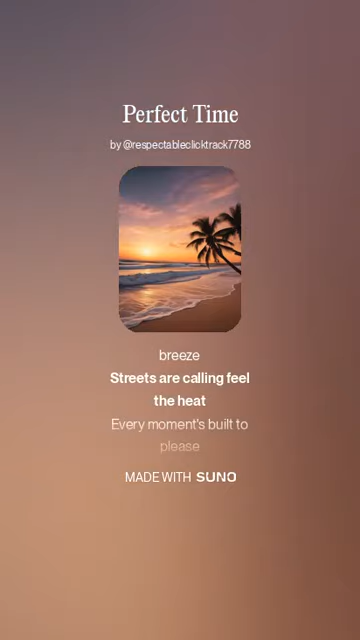 Perfect Time
by @respectableclicktrack7788
breeze
Streets are calling feel
the heat
Every moment's built to
please
MADE WITH SUNO